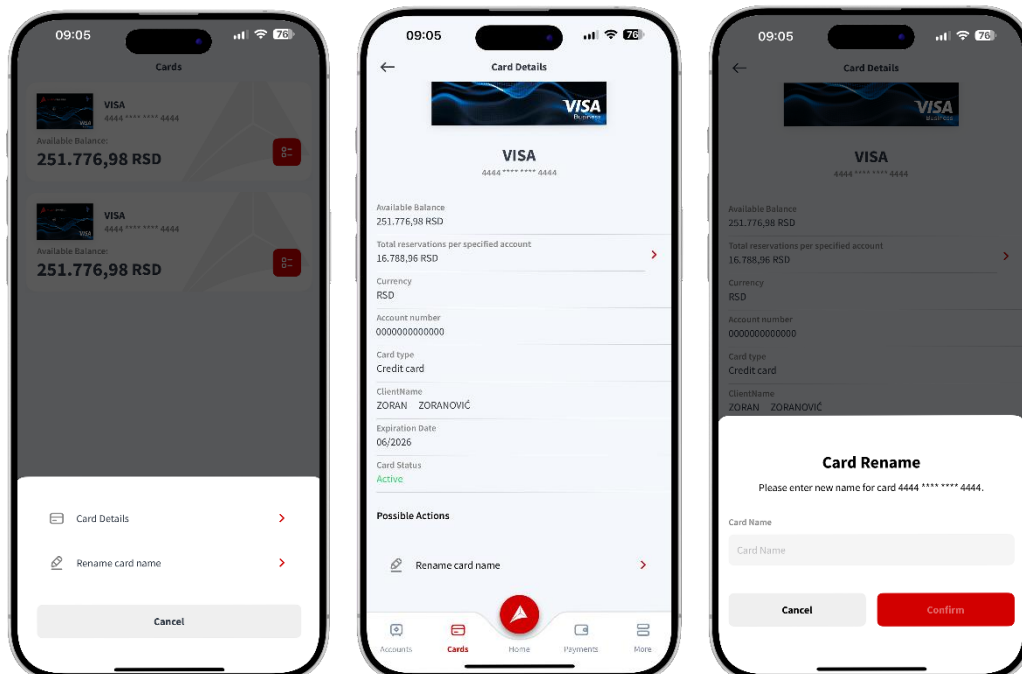 09:05
76
Cards
VISA
4444 **** **** 4444
VISA
Available Balance:
251.776,98 RSD
VISA
4444 **** **** 4444
VISA
Available Balance:
251.776,98 RSD
Card Details
Rename card name
Cancel
09:05
76
Card Details
VISA
Business
VISA
4444 **** **** 4444
Available Balance
251.776,98 RSD
Total reservations per specified account
16.788,96 RSD
Currency
RSD
Account number
0000000000000
Card type
Credit card
ClientName
ZORAN ZORANOVIĆ
Expiration Date
06/2026
Card Status
Active
Possible Actions
Rename card name
Accounts
Cards
Home
Payments
More
09:05
76
Card Details
VISA
Business
VISA
4444 **** **** 4444
Available Balance
251.776,98 RSD
Total reservations per specified account
16.788,96 RSD
Currency
RSD
Account number
0000000000000
Card type
Credit card
ClientName
ZORAN ZORANOVIĆ
Card Rename
Please enter new name for card 4444 **** **** 4444.
Card Name
Card Name
Cancel
Confirm